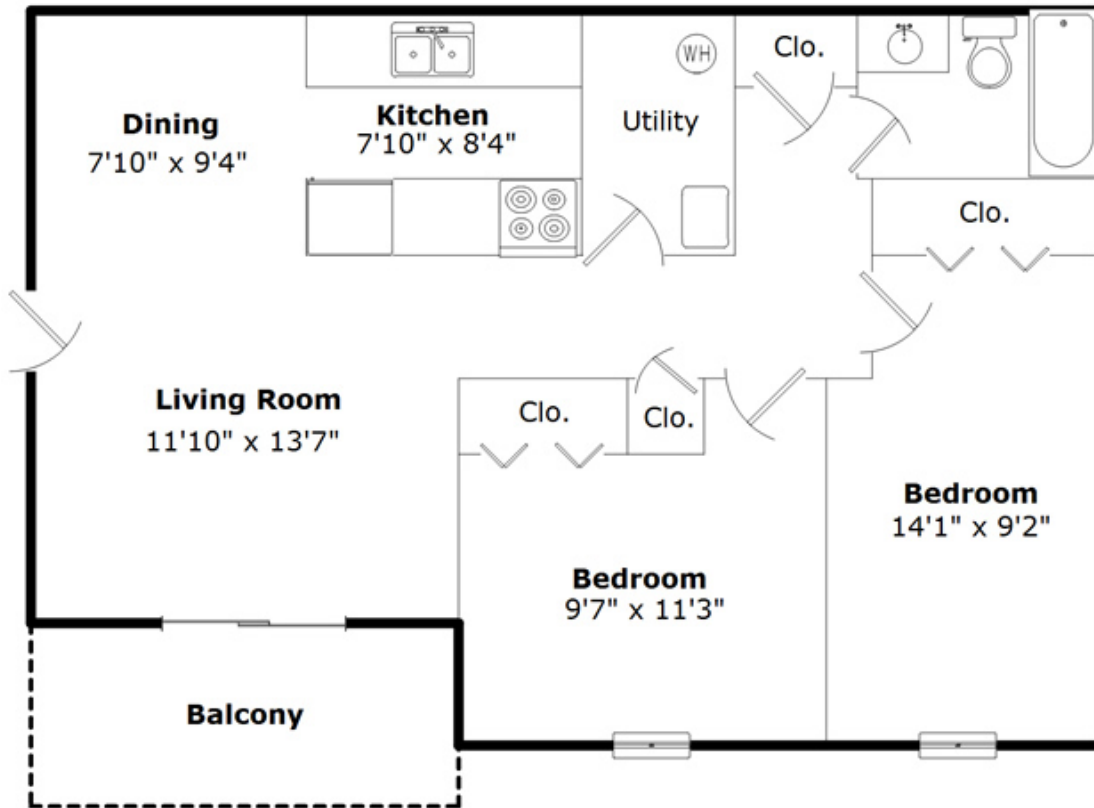 WH
Clo.
Dining
7'10" x 9'4"
Kitchen
7'10" x 8'4"
Utility
Clo.
Living Room
11'10" x 13'7"
Clo.
Clo.
Bedroom
14'1" x 9'2"
Bedroom
9'7" x 11'3"
Balcony